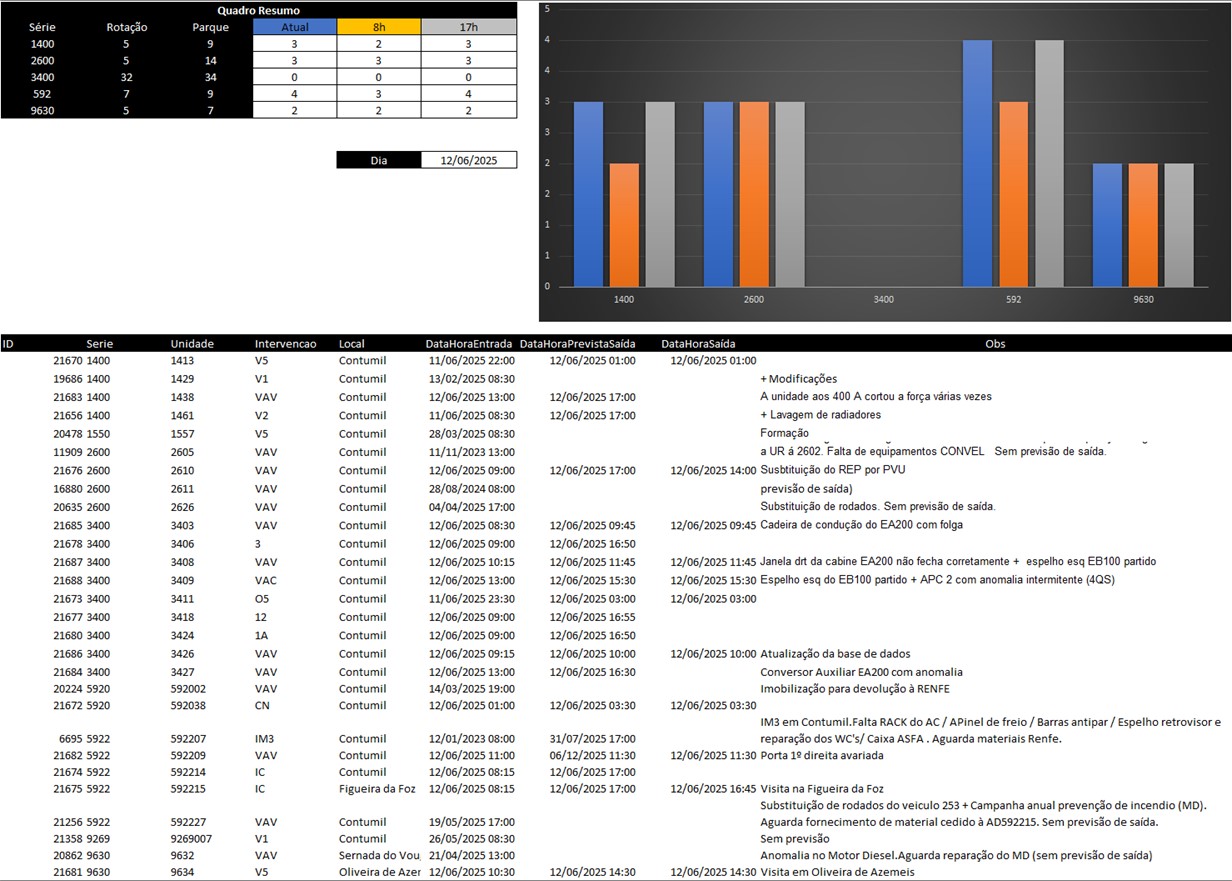 Quadro Resumo
Série Rotação Parque Atual 8h 17h
1400 5 9 3 2 3
2600 5 14 3 3 3
3400 32 34 0 0 0
592 7 9 4 3 4
9630 5 7 2 2 2
Dia 12/06/2025
5
4
4
3
3
2
2
1
1
0
1400 2600 3400 592 9630
ID Serie Unidade Intervencao Local DataHoraEntrada DataHoraPrevistaSaída DataHoraSaída Obs
21670 1400 1413 V5 Contumil 11/06/2025 22:00 12/06/2025 01:00 12/06/2025 01:00
19686 1400 1429 V1 Contumil 13/02/2025 08:30 + Modificações
21683 1400 1438 VAV Contumil 12/06/2025 13:00 12/06/2025 17:00 A unidade aos 400 A cortou a força várias vezes
21656 1400 1461 V2 Contumil 11/06/2025 08:30 12/06/2025 17:00 + Lavagem de radiadores
20478 1550 1557 V5 Contumil 28/03/2025 08:30 Formação
11909 2600 2605 VAV Contumil 11/11/2023 13:00 a UR á 2602. Falta de equipamentos CONVEL Sem previsão de saída.
21676 2600 2610 VAV Contumil 12/06/2025 09:00 12/06/2025 17:00 12/06/2025 14:00 Susbtituição do REP por PVU
16880 2600 2611 VAV Contumil 28/08/2024 08:00 previsão de saída)
20635 2600 2626 VAV Contumil 04/04/2025 17:00 Substituição de rodados. Sem previsão de saída.
21685 3400 3403 VAV Contumil 12/06/2025 08:30 12/06/2025 09:45 12/06/2025 09:45 Cadeira de condução do EA200 com folga
21678 3400 3406 3 Contumil 12/06/2025 09:00 12/06/2025 16:50
21687 3400 3408 VAV Contumil 12/06/2025 10:15 12/06/2025 11:45 12/06/2025 11:45 Janela drt da cabine EA200 não fecha corretamente + espelho esq EB100 partido
21688 3400 3409 VAC Contumil 12/06/2025 13:00 12/06/2025 15:30 12/06/2025 15:30 Espelho esq do EB100 partido + APC 2 com anomalia intermitente (4QS)
21673 3400 3411 O5 Contumil 11/06/2025 23:30 12/06/2025 03:00 12/06/2025 03:00
21677 3400 3418 12 Contumil 12/06/2025 09:00 12/06/2025 16:55
21680 3400 3424 1A Contumil 12/06/2025 09:00 12/06/2025 16:50
21686 3400 3426 VAV Contumil 12/06/2025 09:15 12/06/2025 10:00 12/06/2025 10:00 Atualização da base de dados
21684 3400 3427 VAV Contumil 12/06/2025 13:00 12/06/2025 16:30 Conversor Auxiliar EA200 com anomalia
20224 5920 592002 VAV Contumil 14/03/2025 19:00 Imobilização para devolução à RENFE
21672 5920 592038 CN Contumil 12/06/2025 01:00 12/06/2025 03:30 12/06/2025 03:30
IM3 em Contumil.Falta RACK do AC / APinel de freio / Barras antipar / Espelho retrovisor e
6695 5922 592207 IM3 Contumil 12/01/2023 08:00 31/07/2025 17:00 reparação dos WC's/ Caixa ASFA . Aguarda materiais Renfe.
21682 5922 592209 VAV Contumil 12/06/2025 11:00 06/12/2025 11:30 12/06/2025 11:30 Porta 1º direita avariada
21674 5922 592214 IC Contumil 12/06/2025 08:15 12/06/2025 17:00
21675 5922 592215 IC Figueira da Foz 12/06/2025 08:15 12/06/2025 17:00 12/06/2025 16:45 Visita na Figueira da Foz
Substituição de rodados do veiculo 253 + Campanha anual prevenção de incendio (MD).
21256 5922 592227 VAV Contumil 19/05/2025 17:00 Aguarda fornecimento de material cedido à AD592215. Sem previsão de saída.
21358 9269 9269007 V1 Contumil 26/05/2025 08:30 Sem previsão
20862 9630 9632 VAV Sernada do Vou 21/04/2025 13:00 Anomalia no Motor Diesel.Aguarda reparação do MD (sem previsão de saída)
21681 9630 9634 V5 Oliveira de Azer 12/06/2025 10:30 12/06/2025 14:30 12/06/2025 14:30 Visita em Oliveira de Azemeis